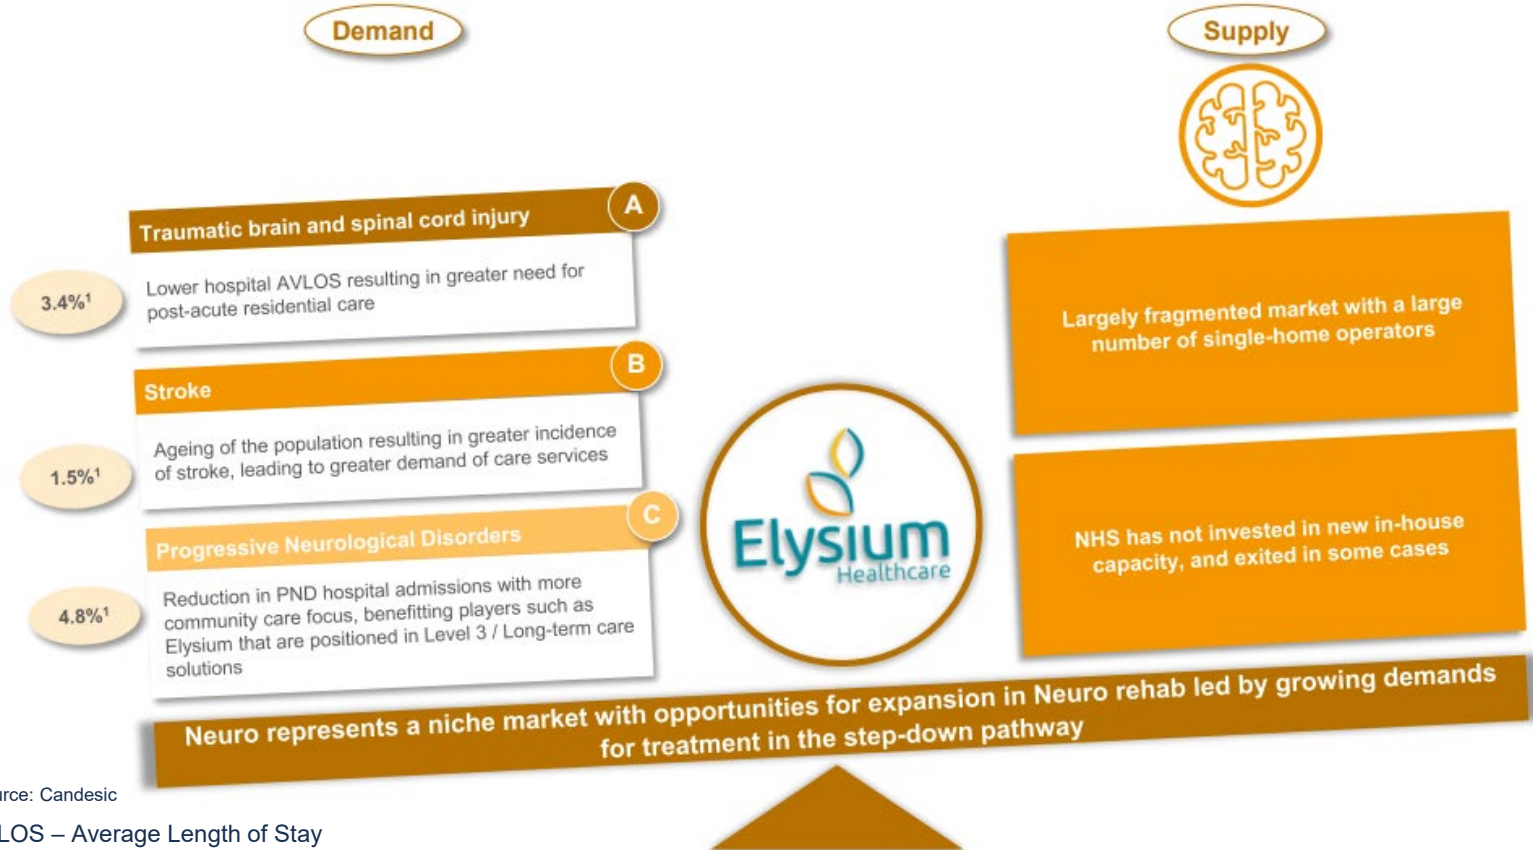 Demand
Supply
Traumatic brain and spinal cord injury
A
3.4%¹
Lower hospital AVLOS resulting in greater need for
post-acute residential care
Stroke
B
1.5%¹
Ageing of the population resulting in greater incidence
of stroke, leading to greater demand of care services
Progressive Neurological Disorders
C
4.8%¹
Reduction in PND hospital admissions with more
community care focus, benefitting players such as
Elysium that are positioned in Level 3 / Long-term care
solutions
Elysium
Healthcare
Largely fragmented market with a large
number of single-home operators
NHS has not invested in new in-house
capacity, and exited in some cases
Neuro represents a niche market with opportunities for expansion in Neuro rehab led by growing demands
for treatment in the step-down pathway
urce: Candesic
LOS – Average Length of Stay